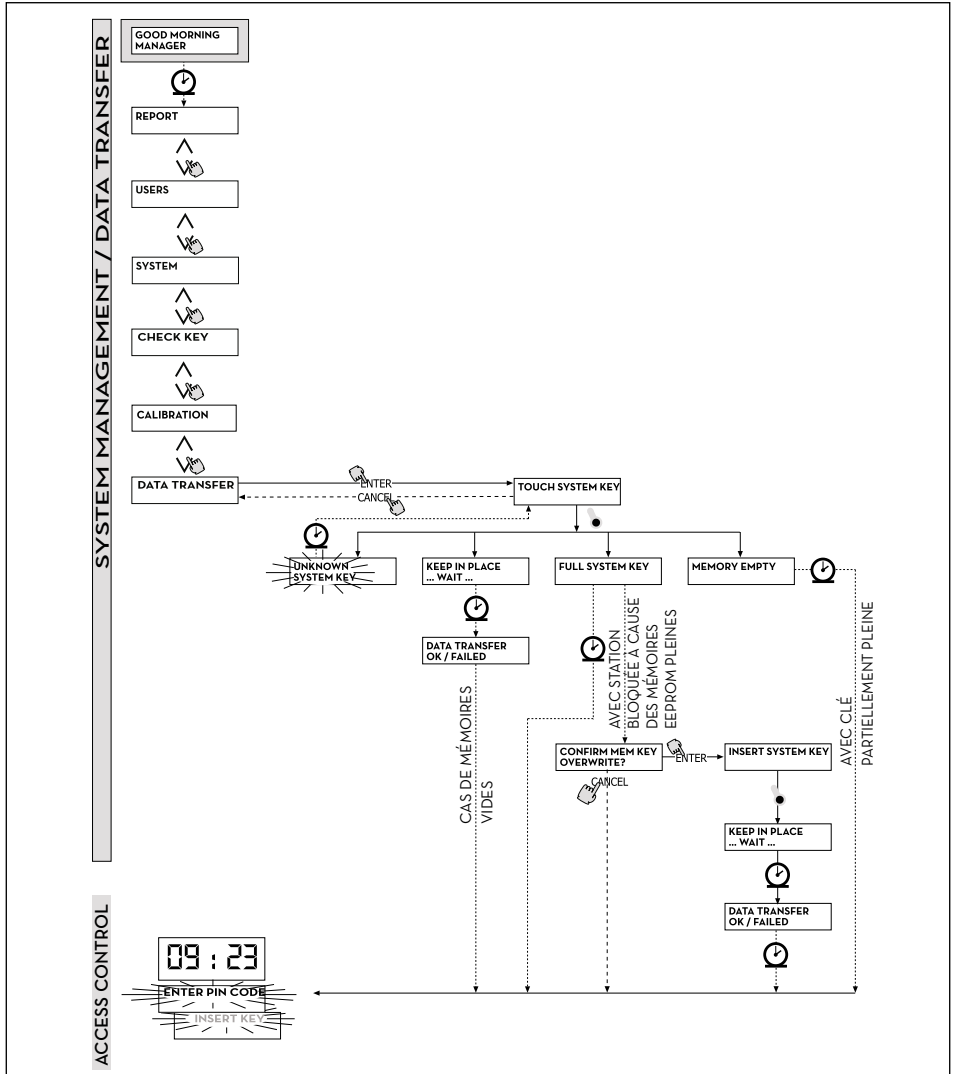 SYSTEM MANAGEMENT / DATA TRANSFER
GOOD MORNING
MANAGER
REPORT
USERS
SYSTEM
CHECK KEY
CALIBRATION
DATA TRANSFER
ENTER
CANCEL
TOUCH SYSTEM KEY
UNKNOWN
SYSTEM KEY
KEEP IN PLACE
... WAIT ...
FULL SYSTEM KEY
MEMORY EMPTY
DATA TRANSFER
OK / FAILED
CAS DE MÉMOIRES
VIDES
AVEC STATION
BLOQUÉE A CAUSE
DES MÉMOIRES
EEPROM PLEINES
AVEC CLÉ
PARTIELLEMENT PLEINE
CONFIRM MEM KEY
OVERWRITE?
ENTER
CANCEL
INSERT SYSTEM KEY
KEEP IN PLACE
... WAIT ...
DATA TRANSFER
OK / FAILED
ACCESS CONTROL
09 : 23
ENTER PIN CODE
INSERT KEY